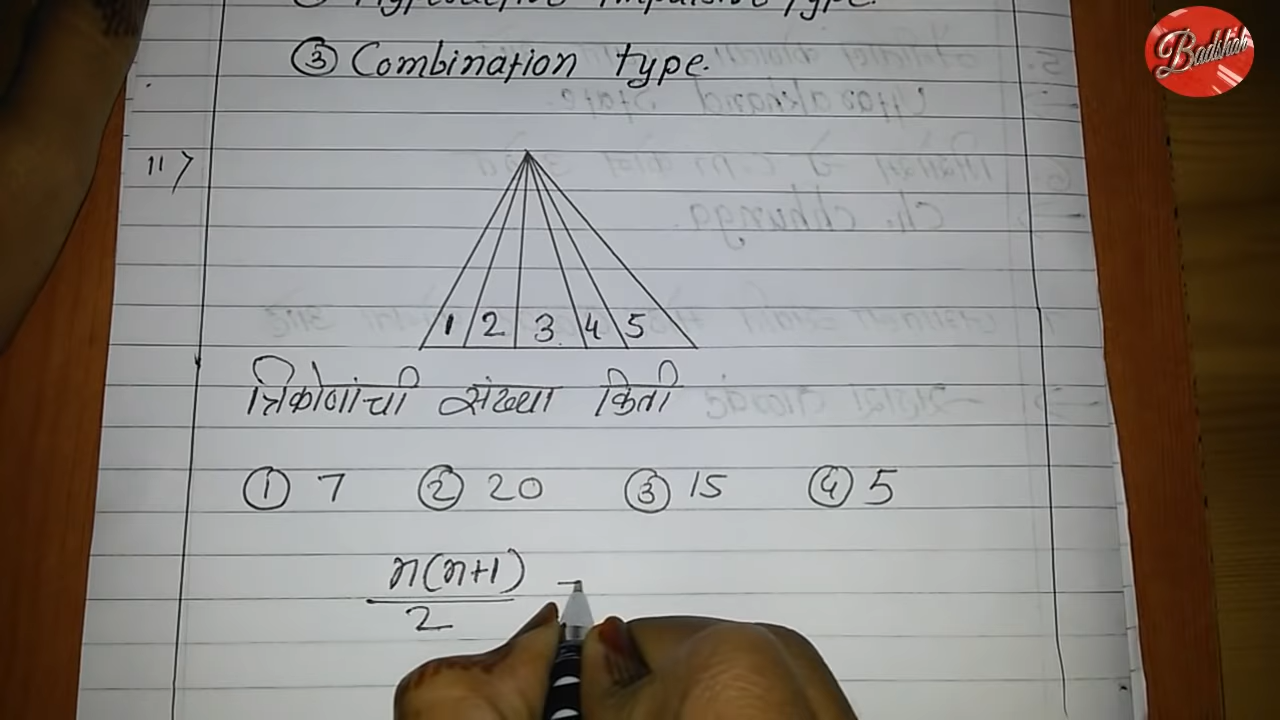 Badshah
③ Combination type.
11>
1 2 3. 4 5
त्रिकोणांची संख्या किती
① 7 ② 20 ③ 15 ④ 5
n(n+1)
2